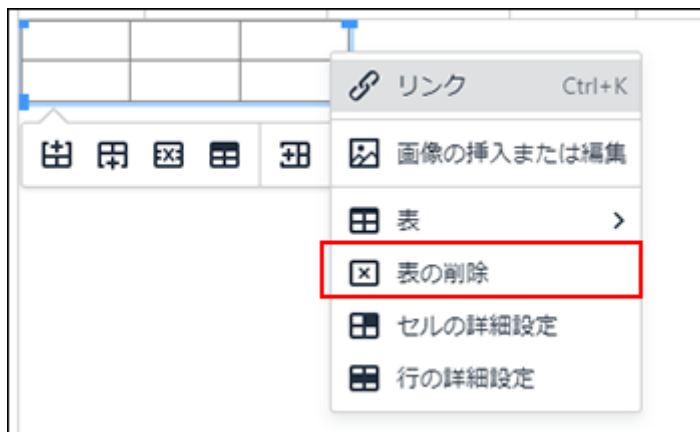 リンク Ctrl+K
画像の挿入または編集
表
表の削除
セルの詳細設定
行の詳細設定